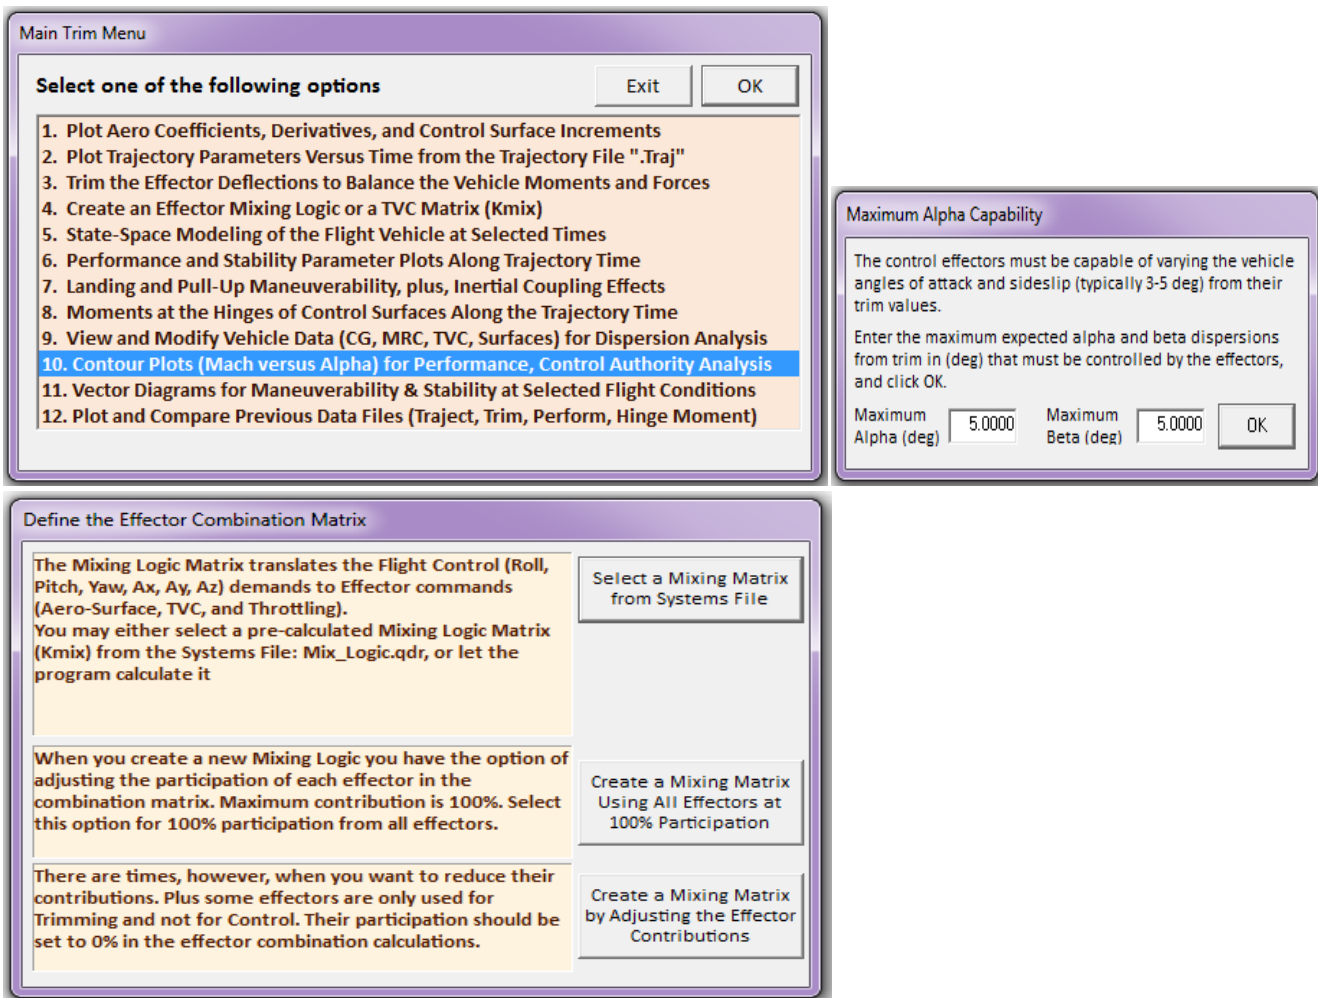 Main Trim Menu
Select one of the following options
Exit
OK
1. Plot Aero Coefficients, Derivatives, and Control Surface Increments
2. Plot Trajectory Parameters Versus Time from the Trajectory File ".Traj"
3. Trim the Effector Deflections to Balance the Vehicle Moments and Forces
4. Create an Effector Mixing Logic or a TVC Matrix (Kmix)
5. State-Space Modeling of the Flight Vehicle at Selected Times
6. Performance and Stability Parameter Plots Along Trajectory Time
7. Landing and Pull-Up Maneuverability, plus, Inertial Coupling Effects
8. Moments at the Hinges of Control Surfaces Along the Trajectory Time
9. View and Modify Vehicle Data (CG, MRC, TVC, Surfaces) for Dispersion Analysis
10. Contour Plots (Mach versus Alpha) for Performance, Control Authority Analysis
11. Vector Diagrams for Maneuverability & Stability at Selected Flight Conditions
12. Plot and Compare Previous Data Files (Traject, Trim, Perform, Hinge Moment)
Maximum Alpha Capability
The control effectors must be capable of varying the vehicle
angles of attack and sideslip (typically 3-5 deg) from their
trim values.
Enter the maximum expected alpha and beta dispersions
from trim in (deg) that must be controlled by the effectors,
and click OK.
Maximum
Alpha (deg)
5.0000
Maximum
Beta (deg)
5.0000
OK
Define the Effector Combination Matrix
The Mixing Logic Matrix translates the Flight Control (Roll,
Pitch, Yaw, Ax, Ay, Az) demands to Effector commands
(Aero-Surface, TVC, and Throttling).
You may either select a pre-calculated Mixing Logic Matrix
(Kmix) from the Systems File: Mix_Logic.qdr, or let the
program calculate it
Select a Mixing Matrix
from Systems File
When you create a new Mixing Logic you have the option of
adjusting the participation of each effector in the
combination matrix. Maximum contribution is 100%. Select
this option for 100% participation from all effectors.
Create a Mixing Matrix
Using All Effectors at
100% Participation
There are times, however, when you want to reduce their
contributions. Plus some effectors are only used for
Trimming and not for Control. Their participation should be
set to 0% in the effector combination calculations.
Create a Mixing Matrix
by Adjusting the Effector
Contributions